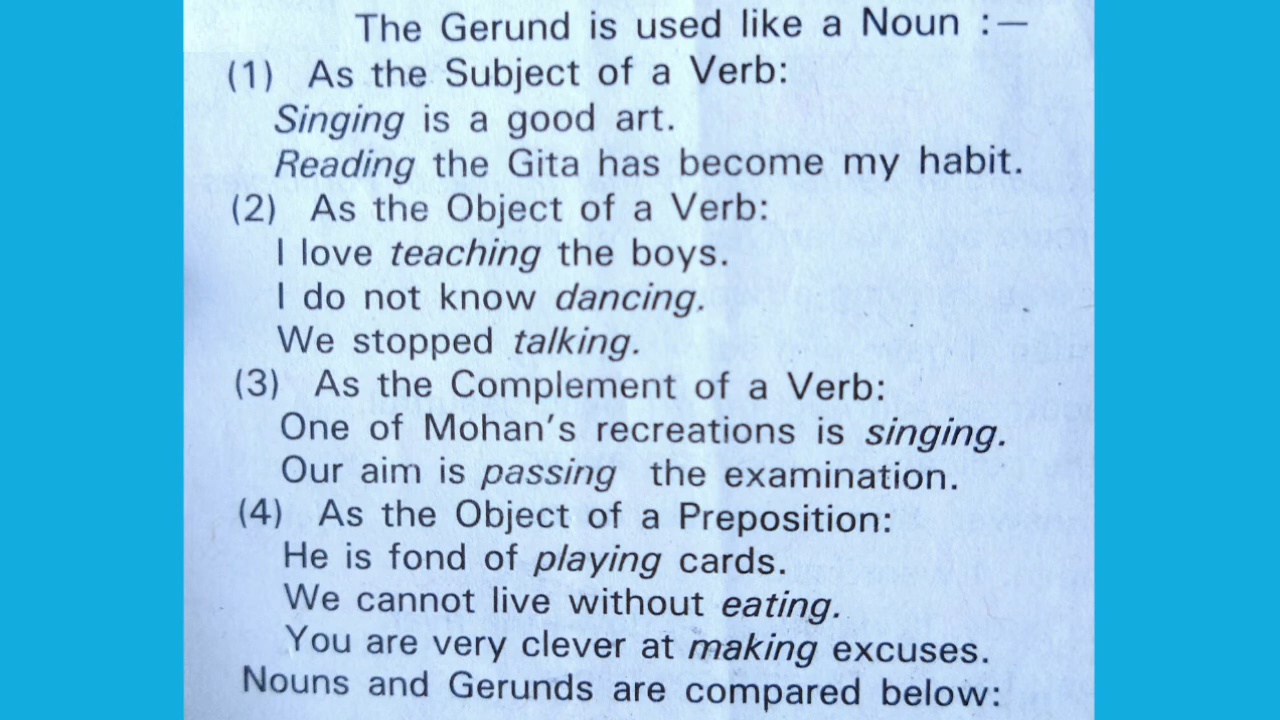 The Gerund is used like a Noun :—
(1) As the Subject of a Verb:
Singing is a good art.
Reading the Gita has become my habit.
(2) As the Object of a Verb:
I love teaching the boys.
I do not know dancing.
We stopped talking.
(3) As the Complement of a Verb:
One of Mohan's recreations is singing.
Our aim is passing the examination.
(4) As the Object of a Preposition:
He is fond of playing cards.
We cannot live without eating.
You are very clever at making excuses.
Nouns and Gerunds are compared below: